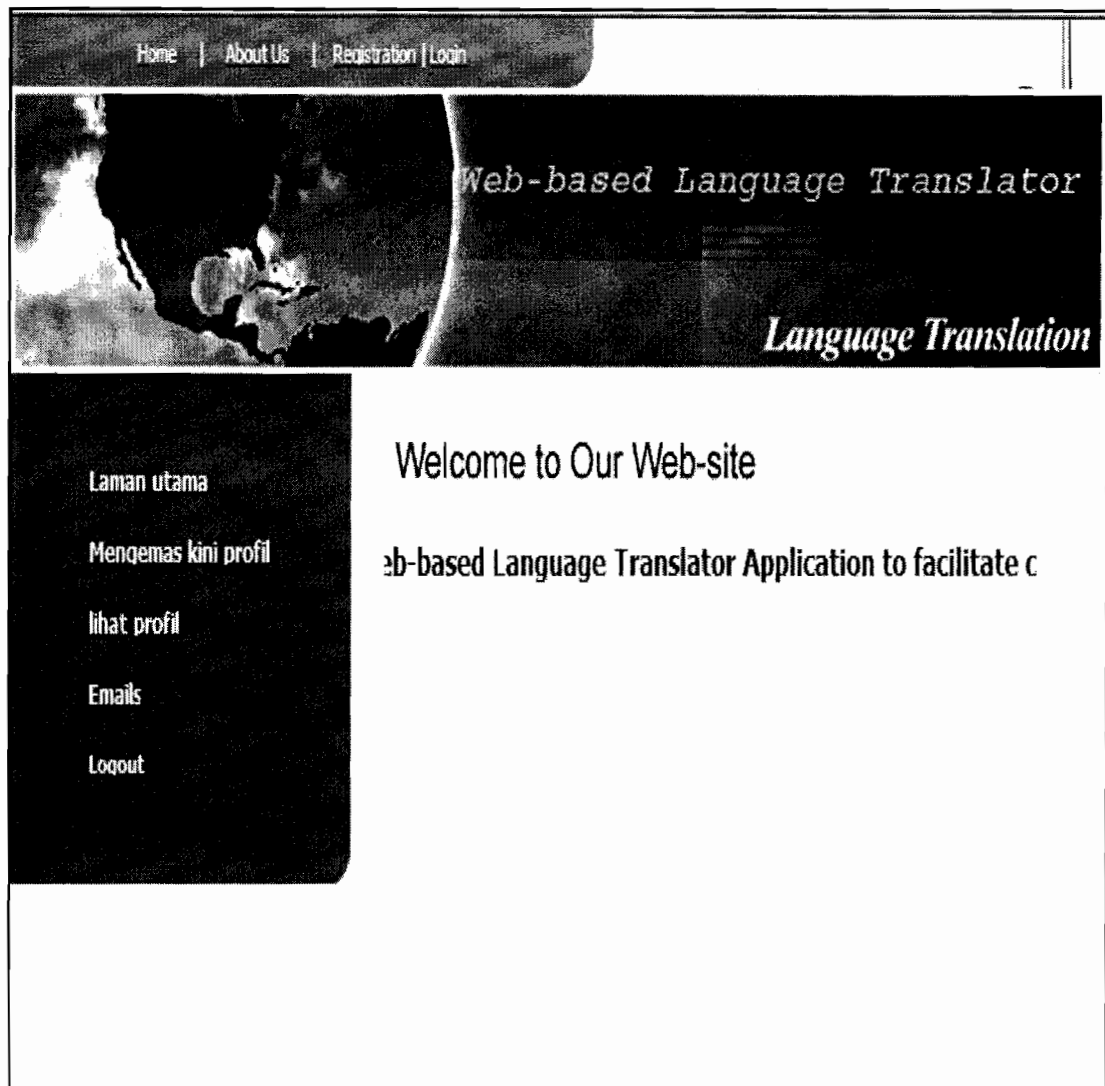 Home | About Us | Registration | Login
Web-based Language Translator
Language Translation
Welcome to Our Web-site
Laman utama
Mengemas kini profil
-based Language Translator Application to facilitate
lihat profil
Emails
Logout